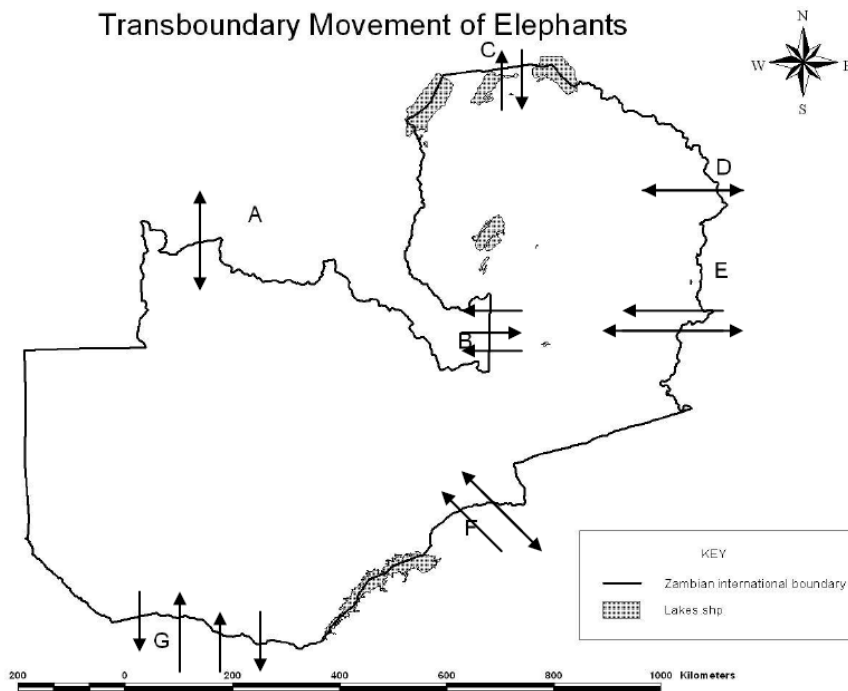 Transboundary Movement of Elephants
N
W E
S
C
D
A
E
B
F
G
KEY
Zambian international boundary
Lakes.shp
200 0 200 400 600 800 1000 Kilometers